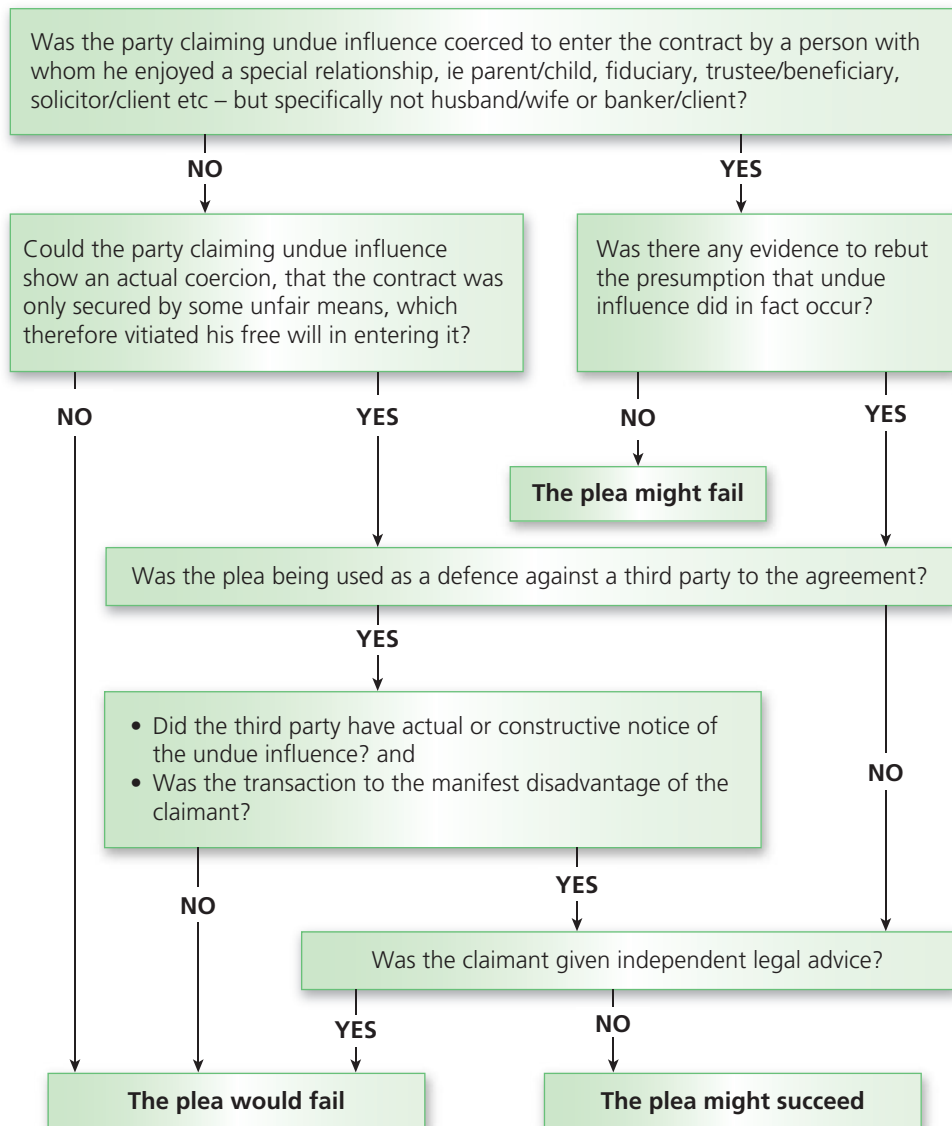 Was the party claiming undue influence coerced to enter the contract by a person with
whom he enjoyed a special relationship, ie parent/child, fiduciary, trustee/beneficiary,
solicitor/client etc – but specifically not husband/wife or banker/client?
NO
YES
Could the party claiming undue influence
show an actual coercion, that the contract was
only secured by some unfair means, which
therefore vitiated his free will in entering it?
Was there any evidence to rebut
the presumption that undue
influence did in fact occur?
NO
YES
NO
YES
The plea might fail
Was the plea being used as a defence against a third party to the agreement?
YES
NO
• Did the third party have actual or constructive notice of
the undue influence? and
• Was the transaction to the manifest disadvantage of the
claimant?
NO
YES
Was the claimant given independent legal advice?
YES
NO
The plea would fail
The plea might succeed